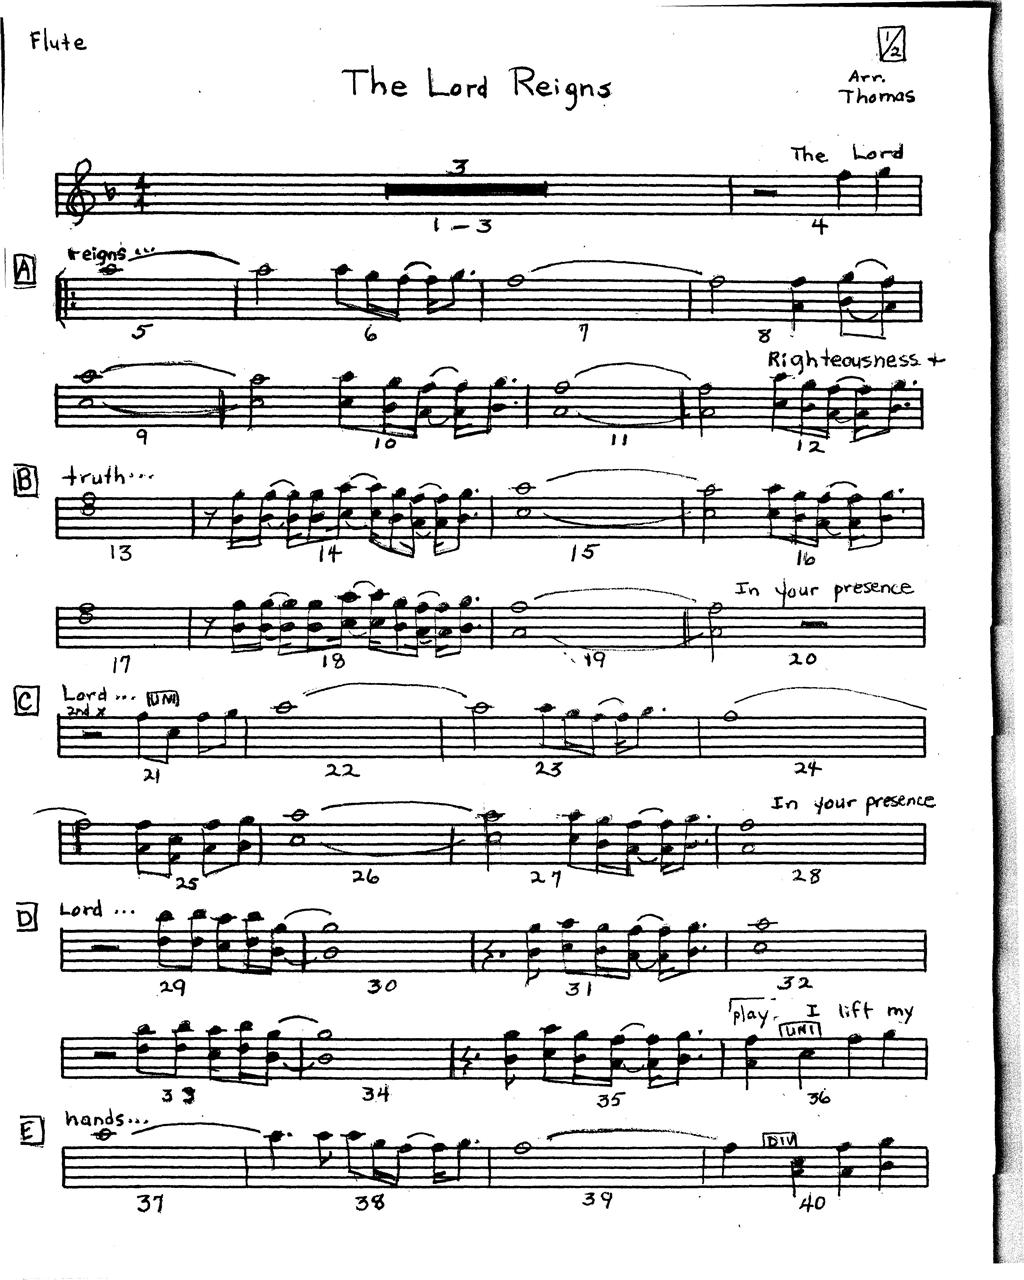 Flute
1/2
The Lord Reigns
Arr.
Thomas
The Lord
3
1 - 3
4
A
reigns...
5 6 7 8
Righteousness +
9 10 11 12
B
truth...
13 14 15 16
In your presence
17 18 19 20
C
Lord... UNI
2nd x
21 22 23 24
In your presence
25 26 27 28
D
Lord ...
29 30 31 32
play. I lift my
UNI
33 34 35 36
E
hands...
DIV
37 38 39 40